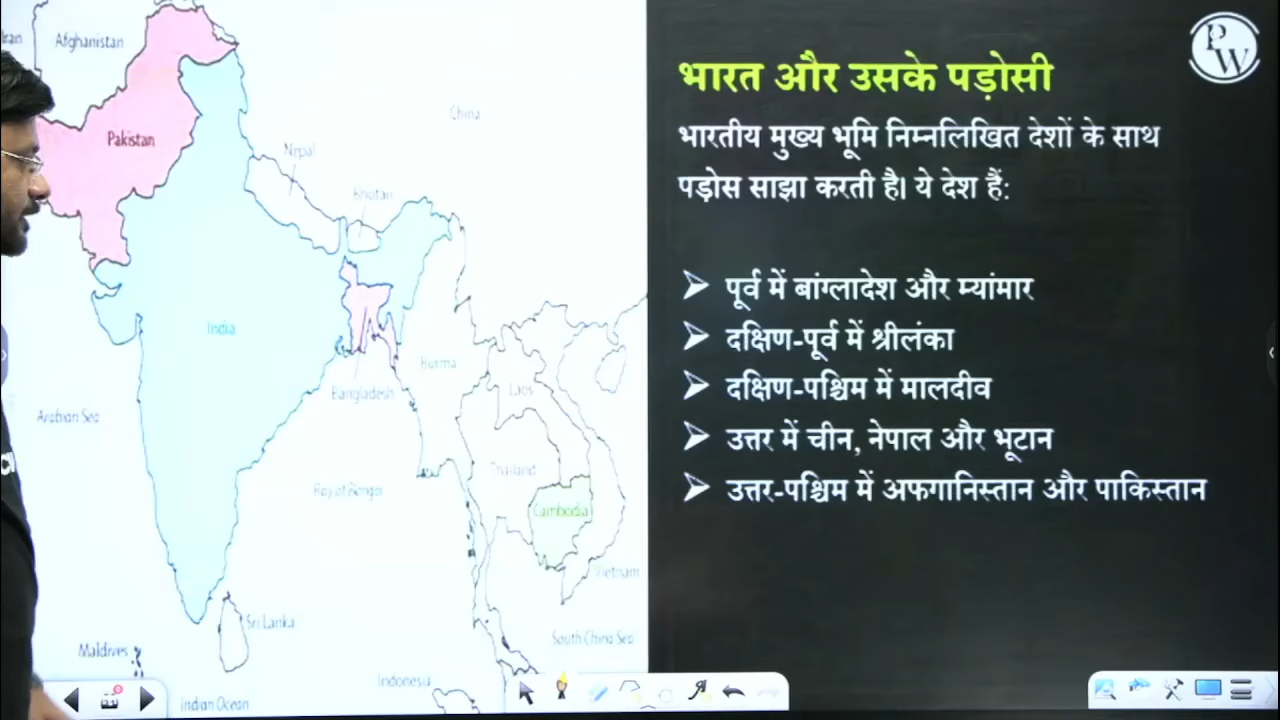 Iran
Afghanistan
Pakistan
China
Nepal
Bhutan
India
Burma
Bangladesh
Laos
Arabian Sea
Thailand
Bay of Bengal
Cambodia
Vietnam
Sri Lanka
South China Sea
Maldives
Indonesia
Indian Ocean
PW
भारत और उसके पड़ोसी
भारतीय मुख्य भूमि निम्नलिखित देशों के साथ
पड़ोस साझा करती है। ये देश हैं:
➢ पूर्व में बांग्लादेश और म्यांमार
➢ दक्षिण-पूर्व में श्रीलंका
➢ दक्षिण-पश्चिम में मालदीव
➢ उत्तर में चीन, नेपाल और भूटान
➢ उत्तर-पश्चिम में अफगानिस्तान और पाकिस्तान